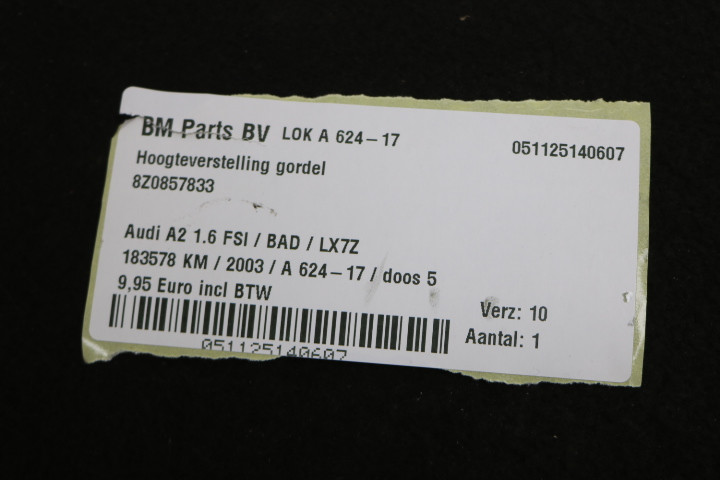 BM Parts BV LOK A 624-17
051125140607
Hoogteverstelling gordel
8Z0857833
Audi A2 1.6 FSI / BAD / LX7Z
183578 KM / 2003 / A 624-17 / doos 5
9,95 Euro incl BTW
Verz: 10
Aantal: 1
051125140607